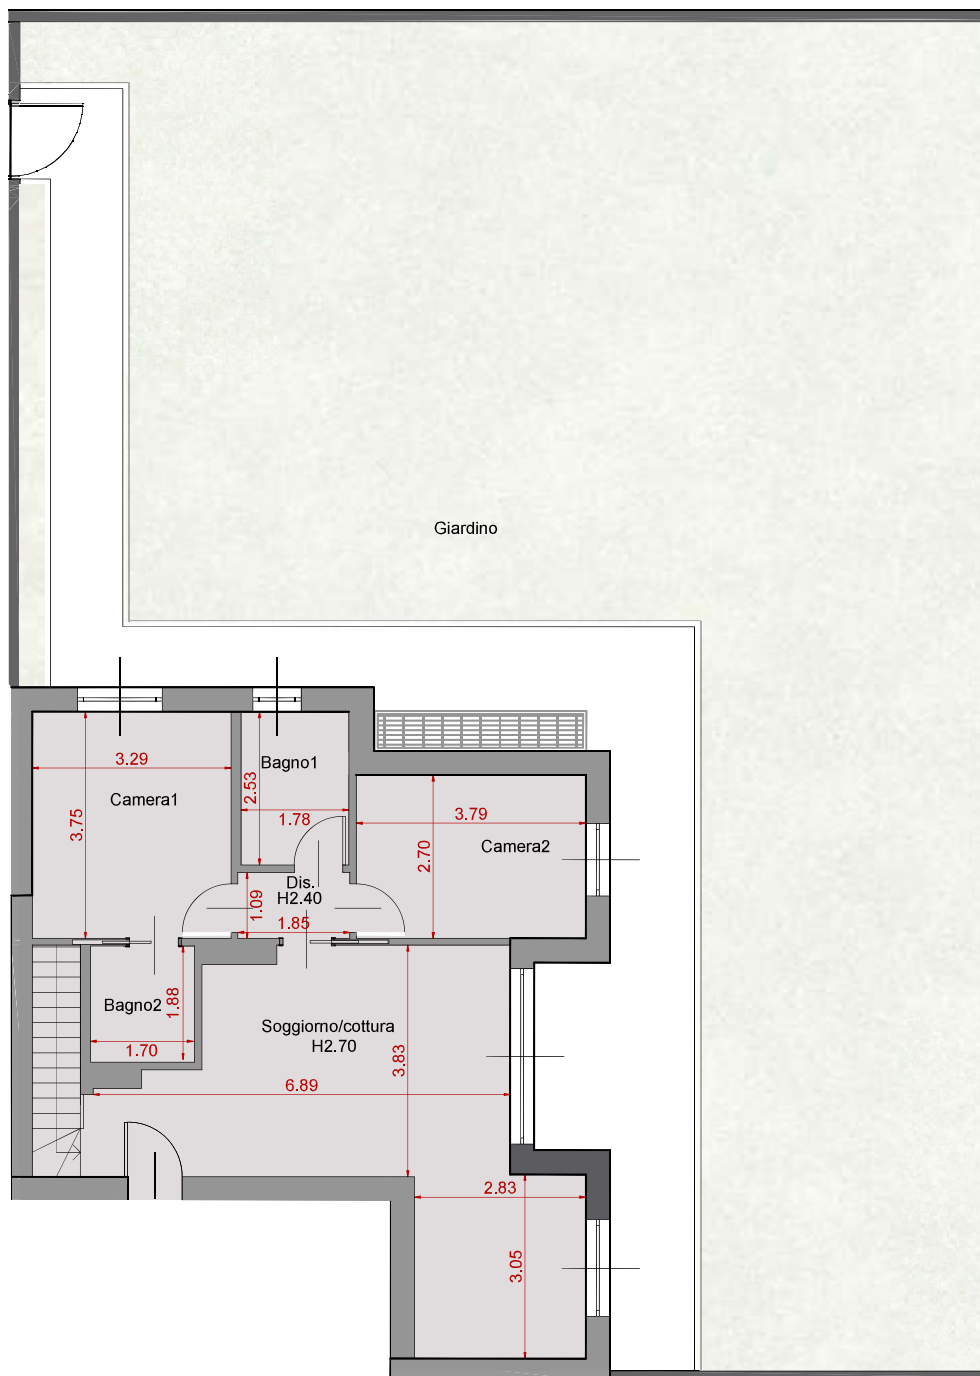 Giardino
3.29
Bagno1
Camera1
2.53
3.75
1.78
3.79
Camera2
2.70
Dis.
H2.40
1.09
1.85
Bagno2
1.88
Soggiorno/cottura
H2.70
1.70
3.83
6.89
2.83
3.05